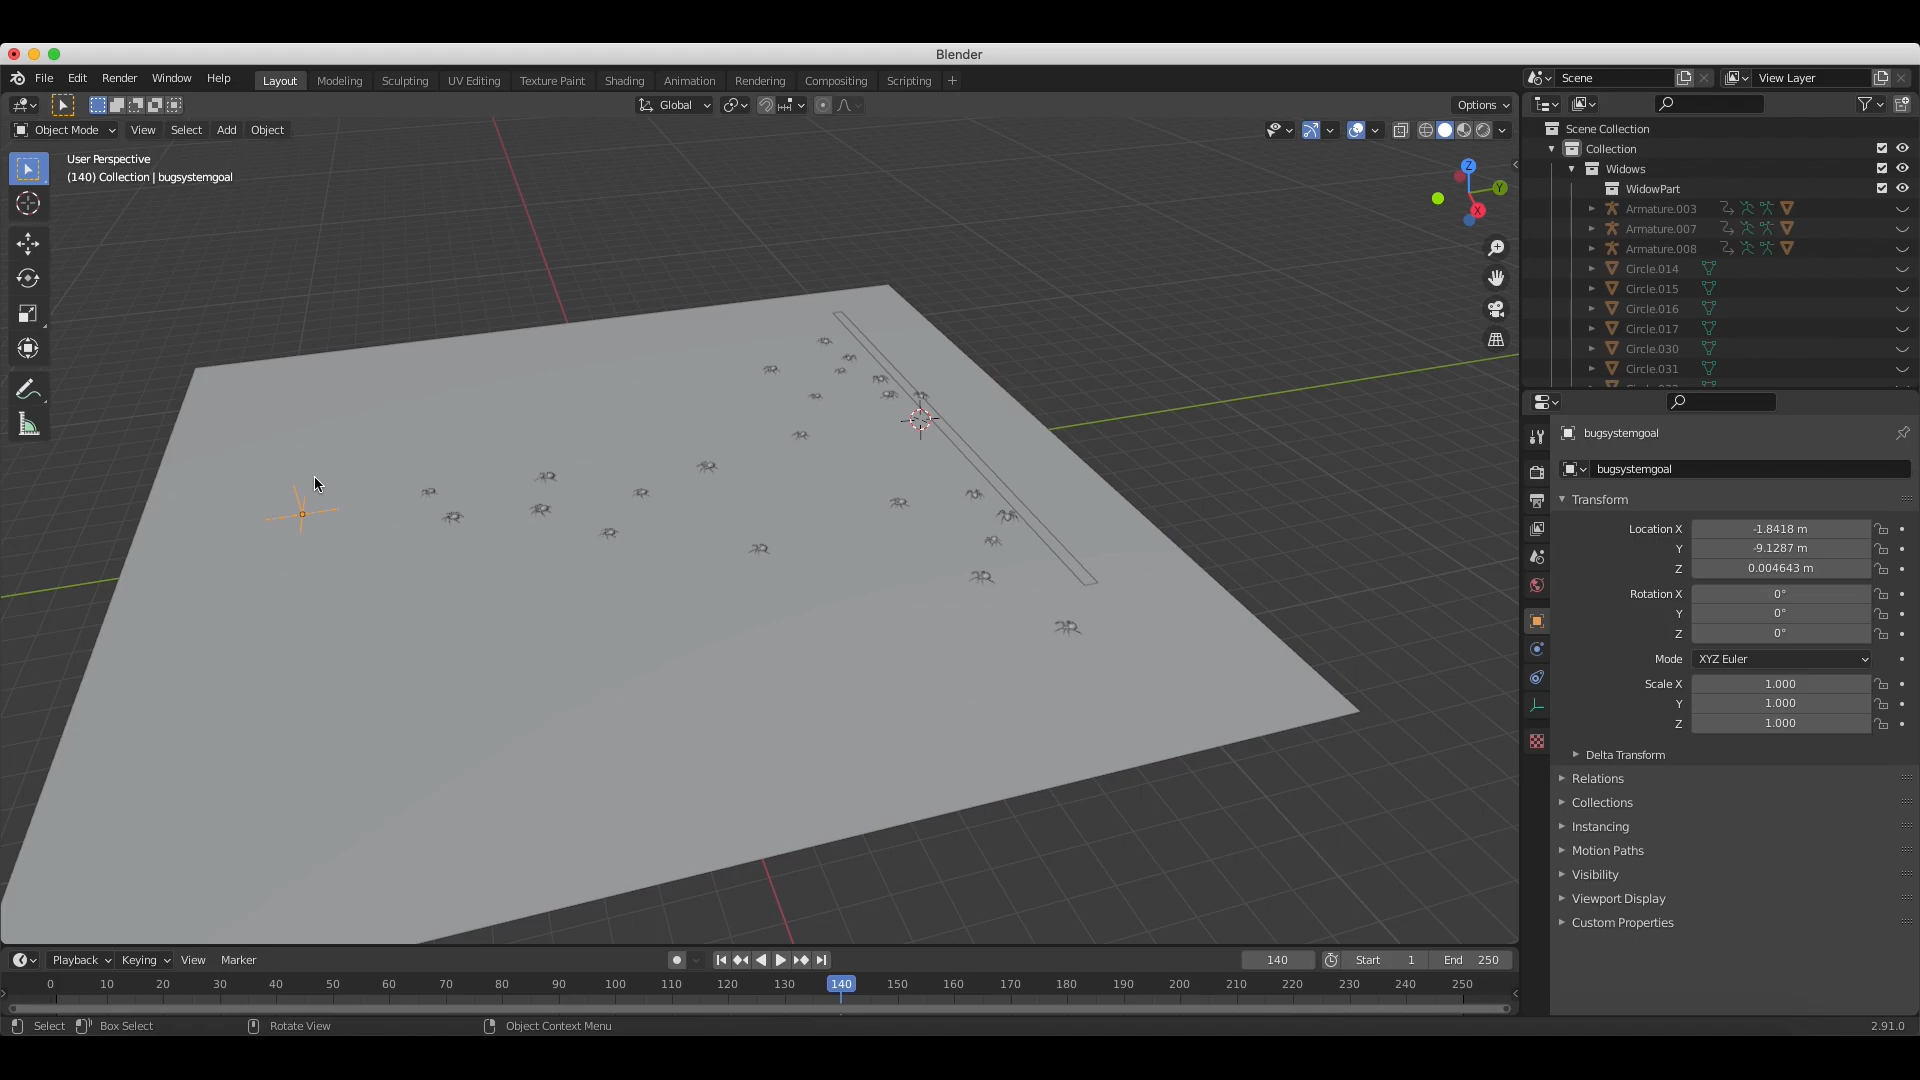 Blender
File Edit Render Window Help
Layout Modeling Sculpting UV Editing Texture Paint Shading Animation Rendering Compositing Scripting +
Scene
View Layer
Global
Options
Object Mode View Select Add Object
User Perspective
(140) Collection | bugsystemgoal
Z
Y
X
Scene Collection
Collection
Widows
WidowPart
Armature.003
Armature.007
Armature.008
Circle.014
Circle.015
Circle.016
Circle.017
Circle.030
Circle.031
bugsystemgoal
bugsystemgoal
Transform
Location X -1.8418 m
Y -9.1287 m
Z 0.004643 m
Rotation X 0°
Y 0°
Z 0°
Mode XYZ Euler
Scale X 1.000
Y 1.000
Z 1.000
Delta Transform
Relations
Collections
Instancing
Motion Paths
Visibility
Viewport Display
Custom Properties
Playback Keying View Marker
140 Start 1 End 250
0 10 20 30 40 50 60 70 80 90 100 110 120 130 140 150 160 170 180 190 200 210 220 230 240 250
Select Box Select Rotate View Object Context Menu 2.91.0